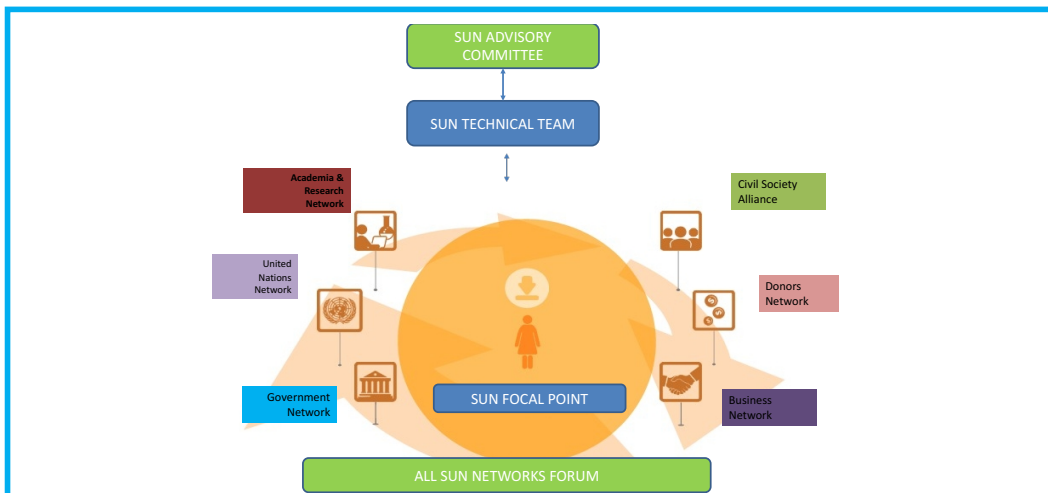 SUN ADVISORY
COMMITTEE
SUN TECHNICAL TEAM
Academia &
Research
Network
Civil Society
Alliance
United
Nations
Network
Donors
Network
Government
Network
SUN FOCAL POINT
Business
Network
ALL SUN NETWORKS FORUM